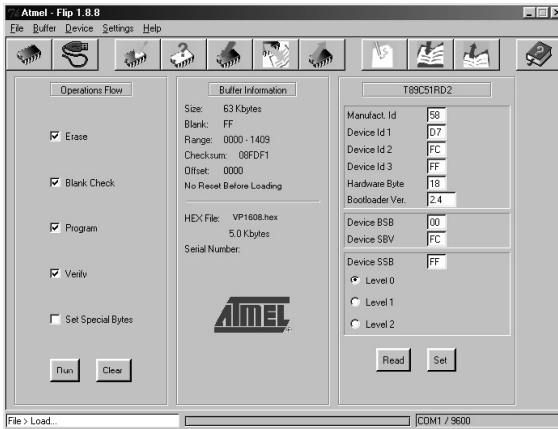 Atmel - Flip 1.8.8
File Buffer Device Settings Help
Operations Flow
Erase
Blank Check
Program
Verify
Set Special Bytes
Run Clear
Buffer Information
Size: 63 Kbytes
Blank: FF
Range: 0000 - 1409
Checksum: 08FDF1
Offset: 0000
No Reset Before Loading
HEX File: VP1608.hex
5.0 Kbytes
Serial Number:
ATMEL
T89C51RD2
Manufact. Id 58
Device Id 1 D7
Device Id 2 FC
Device Id 3 FF
Hardware Byte 18
Bootloader Ver. 2.4
Device BSB 00
Device SBV FC
Device SSB FF
Level 0
Level 1
Level 2
Read Set
File > Load...
COM1 / 9600